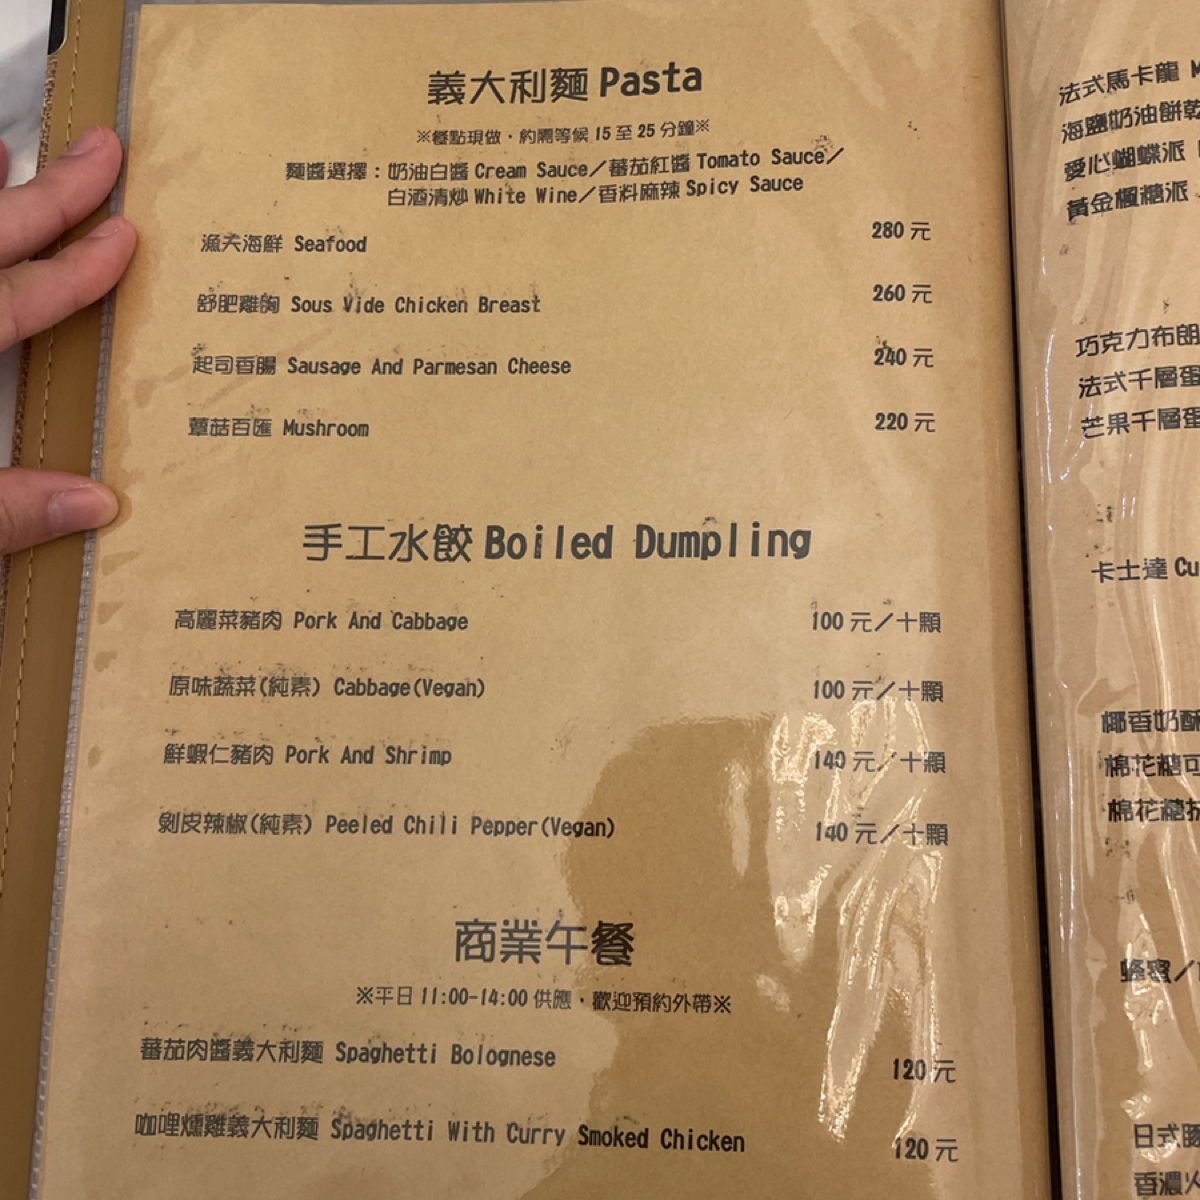 義大利麵 Pasta
※餐點現做，約需等候 15 至 25 分鐘※
麵醬選擇：奶油白醬 Cream Sauce／蕃茄紅醬 Tomato Sauce／
白酒清炒 White Wine／香料麻辣 Spicy Sauce
漁夫海鮮 Seafood 280 元
舒肥雞胸 Sous Vide Chicken Breast 260 元
起司香腸 Sausage And Parmesan Cheese 240 元
蕈菇百匯 Mushroom 220 元
手工水餃 Boiled Dumpling
高麗菜豬肉 Pork And Cabbage 100 元／十顆
原味蔬菜(純素) Cabbage(Vegan) 100 元／十顆
鮮蝦仁豬肉 Pork And Shrimp 140 元／十顆
剝皮辣椒(純素) Peeled Chili Pepper(Vegan) 140 元／十顆
商業午餐
※平日 11:00-14:00 供應，歡迎預約外帶※
蕃茄肉醬義大利麵 Spaghetti Bolognese 120 元
咖哩燻雞義大利麵 Spaghetti With Curry Smoked Chicken 120 元
法式馬卡龍 M
海鹽奶油餅乾
愛心蝴蝶派
黃金楓糖派
巧克力布朗
法式千層蛋
芒果千層蛋
卡士達 Cu
椰香奶酥
棉花糖可
棉花糖
蜂蜜／
日式豚
香濃火